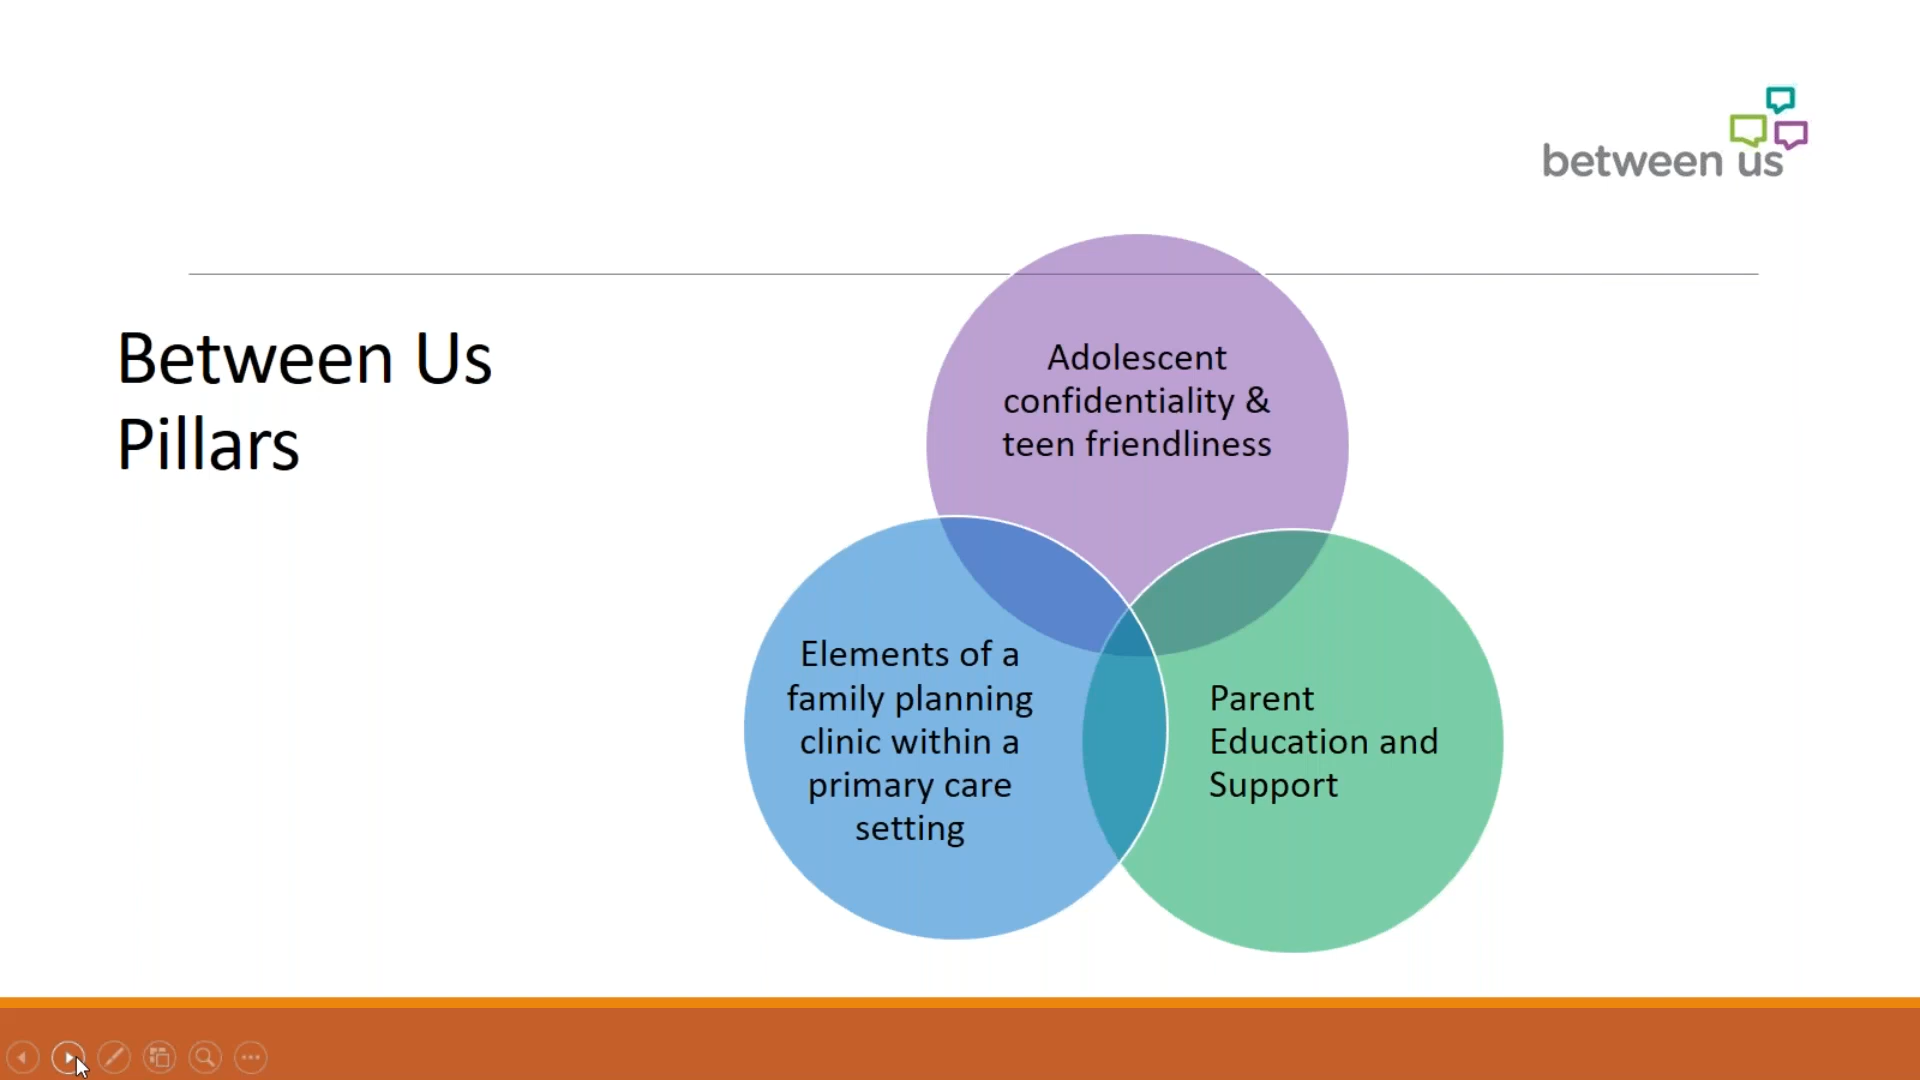 between us
Between Us
Pillars
Adolescent
confidentiality &
teen friendliness
Elements of a
family planning
clinic within a
primary care
setting
Parent
Education and
Support